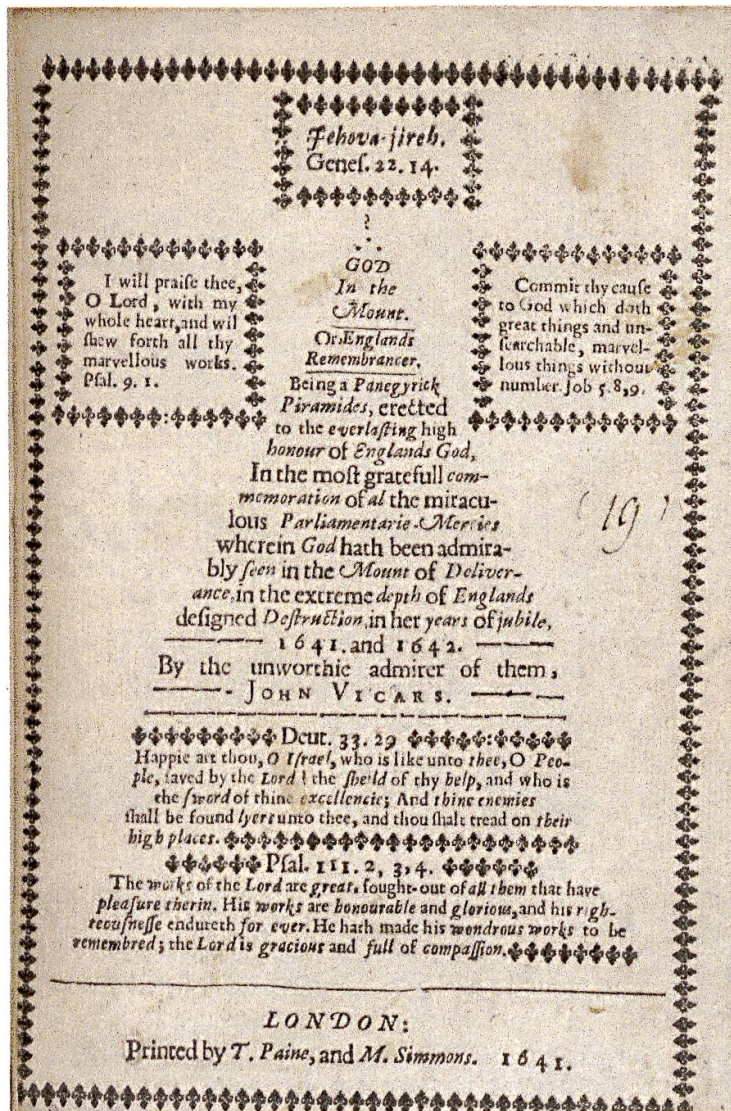 Jehova-jireh.
Geneſ. 22. 14.
I will praiſe thee,
O Lord, with my
whole heart, and wil
ſhew forth all thy
marvellous works.
Pſal. 9. 1.
GOD
In the
Mount.
Or, Englands
Remembrancer.
Being a Panegyrick
Piramides, erected
to the everlaſting high
honour of Englands God,
In the moſt gratefull com-
memoration of al the miracu-
lous Parliamentarie-Mercies
wherein God hath been admira-
bly ſeen in the Mount of Deliver-
ance, in the extreme depth of Englands
deſigned Deſtruction, in her years of jubile,
1641. and 1642.
By the unworthie admirer of them,
JOHN VICARS.
Commit thy cauſe
to God which doth
great things and un-
ſearchable, marvel-
lous things without
number. Job 5. 8, 9.
(19)
Deut. 33. 29
Happie art thou, O Iſrael, who is like unto thee, O Peo-
ple, ſaved by the Lord! the ſheild of thy help, and who is
the ſword of thine excellencie; And thine enemies
ſhall be found lyers unto thee, and thou ſhalt tread on their
high places.
Pſal. 111. 2, 3, 4.
The works of the Lord are great, ſought-out of all them that have
pleaſure therin. His works are honourable and glorious, and his righ-
teouſneſſe endureth for ever. He hath made his wondrous works to be
remembred; the Lord is gracious and full of compaſſion.
LONDON:
Printed by T. Paine, and M. Simmons. 1641.